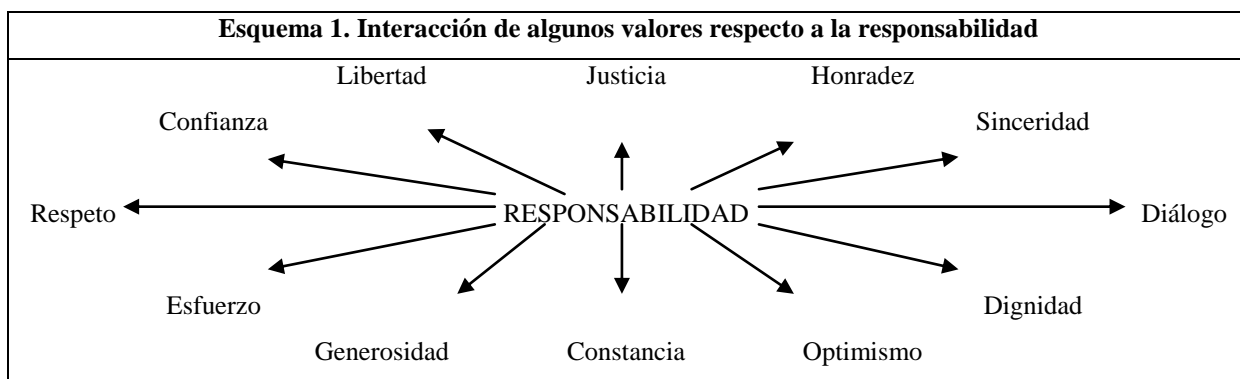 Esquema 1. Interacción de algunos valores respecto a la responsabilidad
Libertad Justicia Honradez
Confianza Sinceridad
Respeto RESPONSABILIDAD Diálogo
Esfuerzo Dignidad
Generosidad Constancia Optimismo